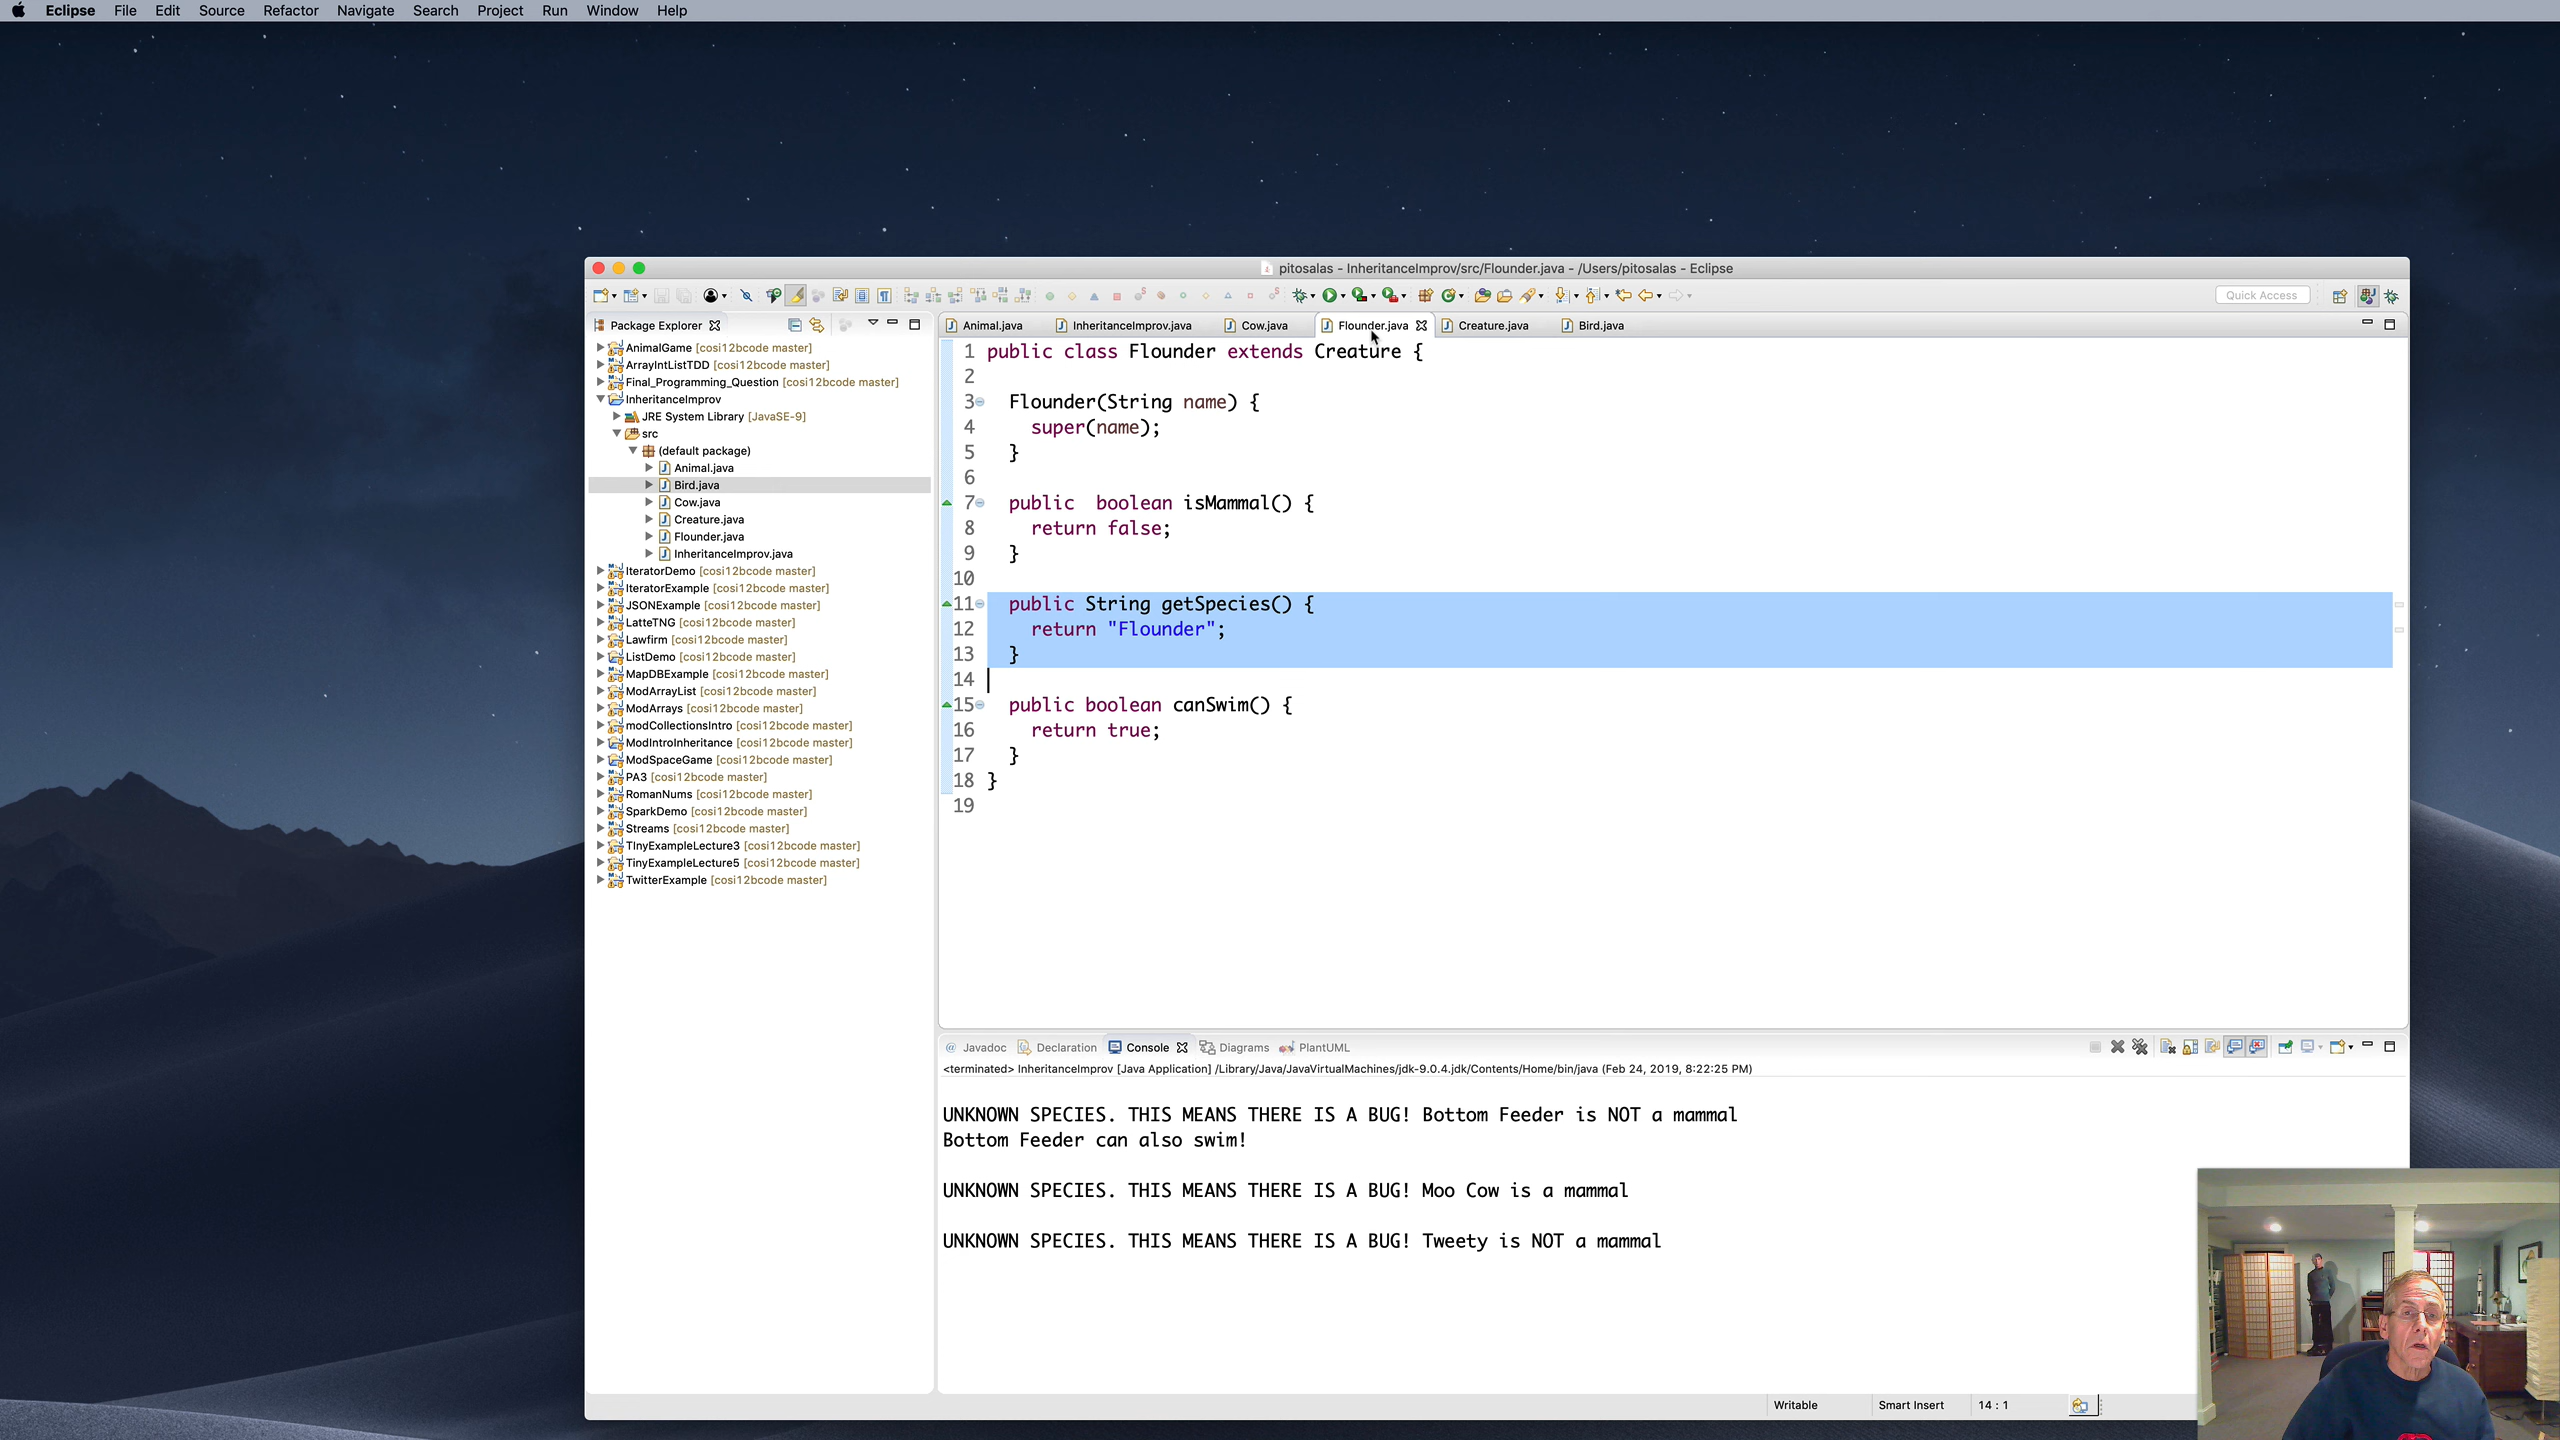 Eclipse File Edit Source Refactor Navigate Search Project Run Window Help
pitosalas - InheritanceImprov/src/Flounder.java - /Users/pitosalas - Eclipse
Quick Access
Package Explorer
AnimalGame [cosi12bcode master]
ArrayIntListTDD [cosi12bcode master]
Final_Programming_Question [cosi12bcode master]
InheritanceImprov
JRE System Library [JavaSE-9]
src
(default package)
Animal.java
Bird.java
Cow.java
Creature.java
Flounder.java
InheritanceImprov.java
IteratorDemo [cosi12bcode master]
IteratorExample [cosi12bcode master]
JSONExample [cosi12bcode master]
LatteTNG [cosi12bcode master]
Lawfirm [cosi12bcode master]
ListDemo [cosi12bcode master]
MapDBExample [cosi12bcode master]
ModArrayList [cosi12bcode master]
ModArrays [cosi12bcode master]
modCollectionsIntro [cosi12bcode master]
ModIntroInheritance [cosi12bcode master]
ModSpaceGame [cosi12bcode master]
PA3 [cosi12bcode master]
RomanNums [cosi12bcode master]
SparkDemo [cosi12bcode master]
Streams [cosi12bcode master]
TInyExampleLecture3 [cosi12bcode master]
TinyExampleLecture5 [cosi12bcode master]
TwitterExample [cosi12bcode master]
Animal.java InheritanceImprov.java Cow.java Flounder.java Creature.java Bird.java
1 public class Flounder extends Creature {
2
3 Flounder(String name) {
4 super(name);
5 }
6
7 public  boolean isMammal() {
8 return false;
9 }
10
11 public String getSpecies() {
12 return "Flounder";
13 }
14
15 public boolean canSwim() {
16 return true;
17 }
18 }
19
@ Javadoc Declaration Console Diagrams PlantUML
<terminated> InheritanceImprov [Java Application] /Library/Java/JavaVirtualMachines/jdk-9.0.4.jdk/Contents/Home/bin/java (Feb 24, 2019, 8:22:25 PM)
UNKNOWN SPECIES. THIS MEANS THERE IS A BUG! Bottom Feeder is NOT a mammal
Bottom Feeder can also swim!
UNKNOWN SPECIES. THIS MEANS THERE IS A BUG! Moo Cow is a mammal
UNKNOWN SPECIES. THIS MEANS THERE IS A BUG! Tweety is NOT a mammal
Writable Smart Insert 14 : 1